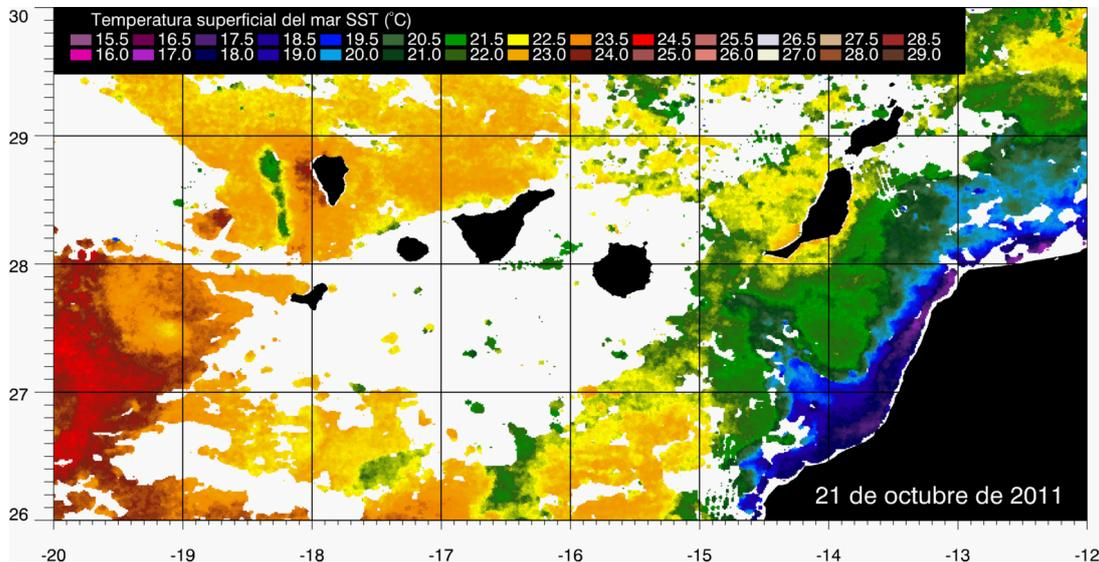 Temperatura superficial del mar SST (°C)
15.5 16.5 17.5 18.5 19.5 20.5 21.5 22.5 23.5 24.5 25.5 26.5 27.5 28.5
16.0 17.0 18.0 19.0 20.0 21.0 22.0 23.0 24.0 25.0 26.0 27.0 28.0 29.0
30
29
28
27
26
21 de octubre de 2011
-20 -19 -18 -17 -16 -15 -14 -13 -12